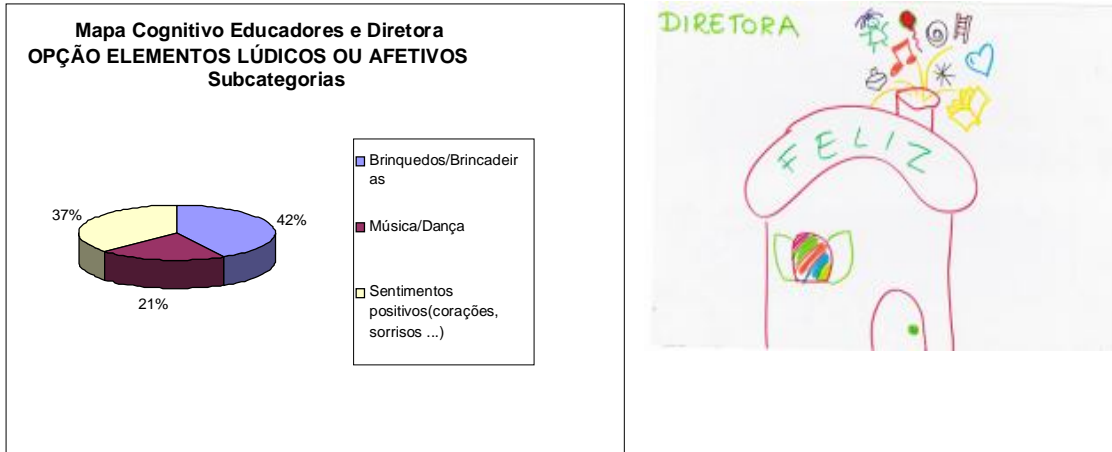 Mapa Cognitivo Educadores e Diretora
OPÇÃO ELEMENTOS LÚDICOS OU AFETIVOS
Subcategorias
37%
42%
21%
Brinquedos/Brincadeir
as
Música/Dança
Sentimentos
positivos(corações,
sorrisos ...)
DIRETORA
FELIZ